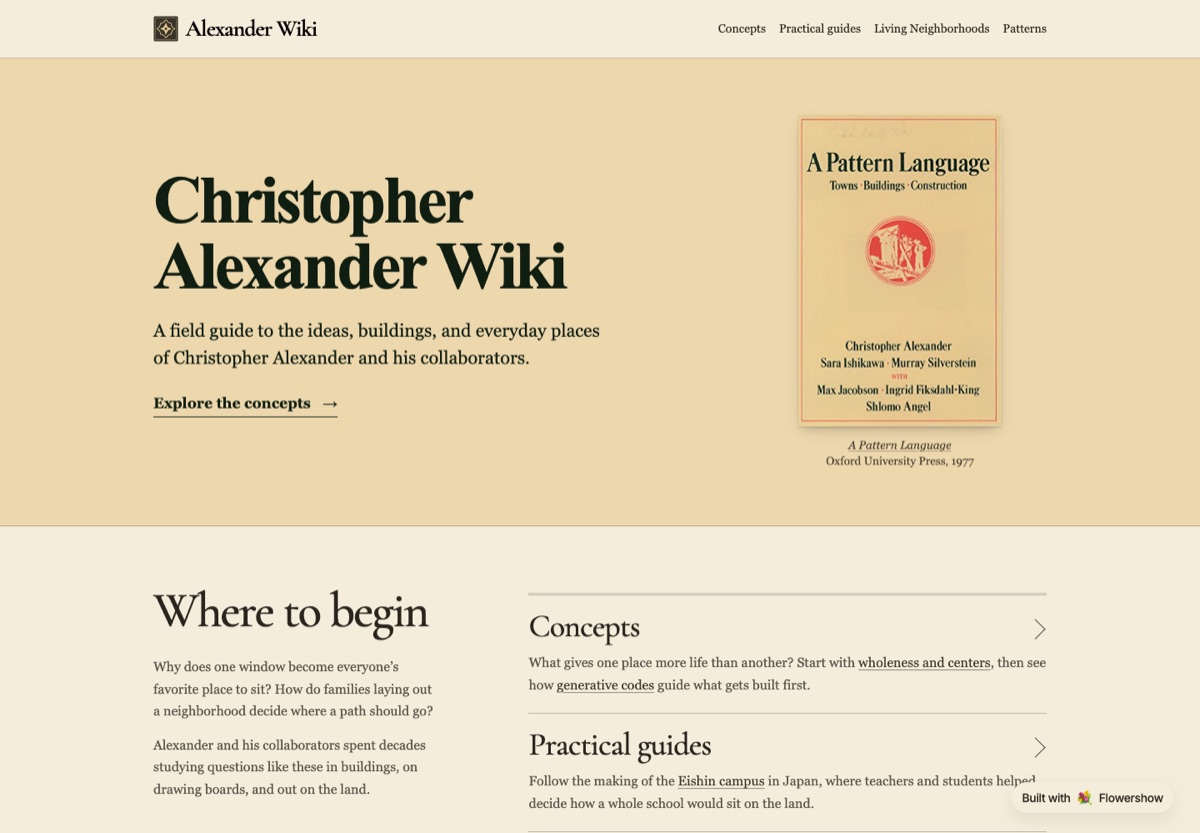 Alexander Wiki
Concepts Practical guides Living Neighborhoods Patterns
Christopher
Alexander Wiki
A field guide to the ideas, buildings, and everyday places
of Christopher Alexander and his collaborators.
Explore the concepts →
A Pattern Language
Towns · Buildings · Construction
Christopher Alexander
Sara Ishikawa · Murray Silverstein
WITH
Max Jacobson · Ingrid Fiksdahl-King
Shlomo Angel
A Pattern Language
Oxford University Press, 1977
Where to begin
Why does one window become everyone’s
favorite place to sit? How do families laying out
a neighborhood decide where a path should go?
Alexander and his collaborators spent decades
studying questions like these in buildings, on
drawing boards, and out on the land.
Concepts
What gives one place more life than another? Start with wholeness and centers, then see
how generative codes guide what gets built first.
Practical guides
Follow the making of the Eishin campus in Japan, where teachers and students helped
decide how a whole school would sit on the land.
Built with Flowershow